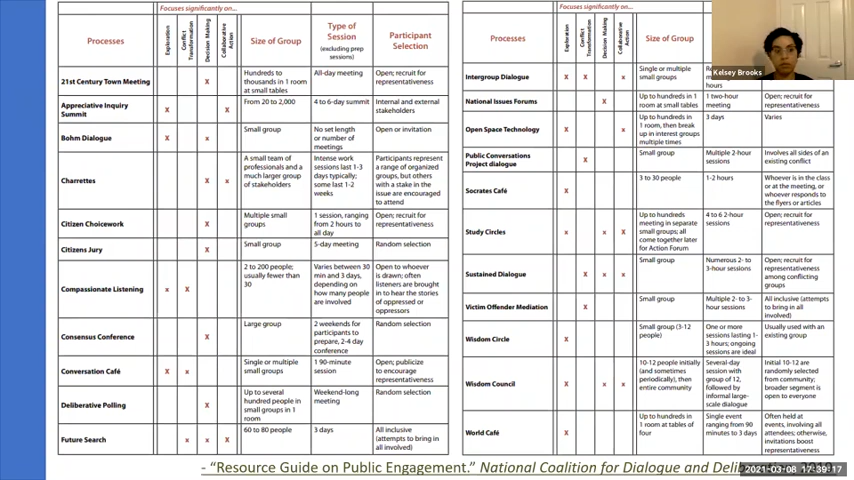 Focuses significantly on...
Processes
Exploration
Conflict Transformation
Decision Making
Collaborative Action
Size of Group
Type of Session
(excluding prep sessions)
Participant Selection
21st Century Town Meeting
X
Hundreds to thousands in 1 room at small tables
All-day meeting
Open; recruit for representativeness
Appreciative Inquiry Summit
X
X
From 20 to 2,000
4 to 6-day summit
Internal and external stakeholders
Bohm Dialogue
X
x
Small group
No set length or number of meetings
Open or invitation
Charrettes
X
x
A small team of professionals and a much larger group of stakeholders
Intense work sessions last 1-3 days typically; some last 1-2 weeks
Participants represent a range of organized groups, but others with a stake in the issue are encouraged to attend
Citizen Choicework
X
Multiple small groups
1 session, ranging from 2 hours to all day
Open; recruit for representativeness
Citizens Jury
X
Small group
5-day meeting
Random selection
Compassionate Listening
x
X
2 to 200 people; usually fewer than 30
Varies between 30 min and 3 days, depending on how many people are involved
Open to whoever is drawn; often listeners are brought in to hear the stories of oppressed or oppressors
Consensus Conference
X
Large group
2 weekends for participants to prepare, 2-4 day conference
Random selection
Conversation Café
X
x
Single or multiple small groups
1 90-minute session
Open; publicize to encourage representativeness
Deliberative Polling
X
Up to several hundred people in small groups in 1 room
Weekend-long meeting
Random selection
Future Search
x
x
X
60 to 80 people
3 days
All inclusive (attempts to bring in all involved)
Focuses significantly on...
Processes
Exploration
Conflict Transformation
Decision Making
Collaborative Action
Size of Group
Intergroup Dialogue
X
X
x
Single or multiple small groups
hours
National Issues Forums
X
Up to hundreds in 1 room at small tables
1 two-hour meeting
Open; recruit for representativeness
Open Space Technology
X
x
Up to hundreds in 1 room, then break up in interest groups multiple times
3 days
Varies
Public Conversations Project dialogue
X
Small group
Multiple 2-hour sessions
Involves all sides of an existing conflict
Socrates Café
X
3 to 30 people
1-2 hours
Whoever is in the class or at the meeting, or whoever responds to the flyers or articles
Study Circles
x
x
X
Up to hundreds meeting in separate small groups; all come together later for Action Forum
4 to 6 2-hour sessions
Open; recruit for representativeness
Sustained Dialogue
X
x
x
Small group
Numerous 2- to 3-hour sessions
Open; recruit for representativeness among conflicting groups
Victim Offender Mediation
X
Small group
Multiple 2- to 3-hour sessions
All inclusive (attempts to bring in all involved)
Wisdom Circle
X
Small group (3-12 people)
One or more sessions lasting 1-3 hours; ongoing sessions are ideal
Usually used with an existing group
Wisdom Council
X
x
x
10-12 people initially (and sometimes periodically), then entire community
Several-day session with group of 12, followed by informal large-scale dialogue
Initial 10-12 are randomly selected from community; broader segment is open to everyone
World Café
X
Up to hundreds in 1 room at tables of four
Single event ranging from 90 minutes to 3 days
Often held at events, involving all attendees; otherwise, invitations boost representativeness
Kelsey Brooks
- "Resource Guide on Public Engagement." National Coalition for Dialogue and
2021-03-08 17:39:17